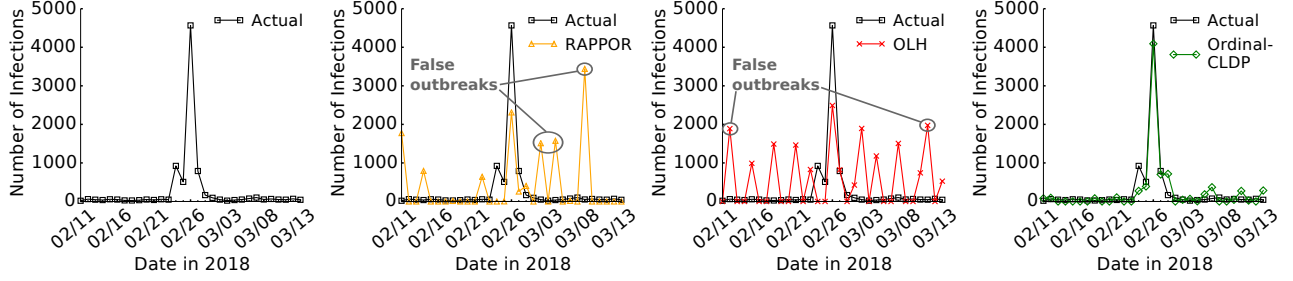 Number of Infections
5000
4000
3000
2000
1000
0
02/11
02/16
02/21
02/26
03/03
03/08
03/13
Date in 2018
Actual
Number of Infections
5000
4000
3000
2000
1000
0
02/11
02/16
02/21
02/26
03/03
03/08
03/13
Date in 2018
Actual
RAPPOR
False
outbreaks
Number of Infections
5000
4000
3000
2000
1000
0
02/11
02/16
02/21
02/26
03/03
03/08
03/13
Date in 2018
Actual
OLH
False
outbreaks
Number of Infections
5000
4000
3000
2000
1000
0
02/11
02/16
02/21
02/26
03/03
03/08
03/13
Date in 2018
Actual
Ordinal-
CLDP